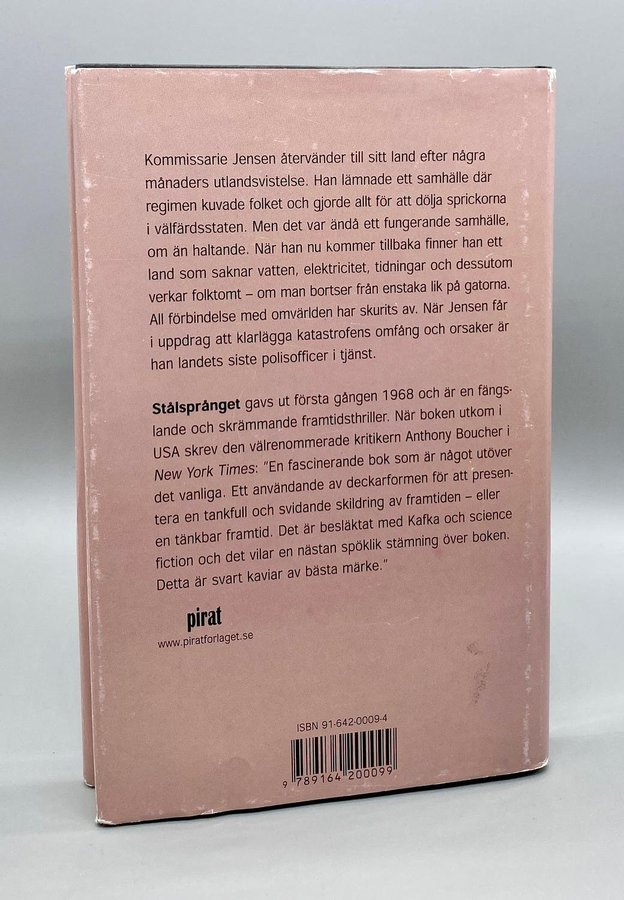 Kommissarie Jensen återvänder till sitt land efter några
månaders utlandsvistelse. Han lämnade ett samhälle där
regimen kuvade folket och gjorde allt för att dölja sprickorna
i välfärdsstaten. Men det var ändå ett fungerande samhälle,
om än haltande. När han nu kommer tillbaka finner han ett
land som saknar vatten, elektricitet, tidningar och dessutom
verkar folktomt – om man bortser från enstaka lik på gatorna.
All förbindelse med omvärlden har skurits av. När Jensen får
i uppdrag att klarlägga katastrofens omfång och orsaker är
han landets siste polisofficer i tjänst.
Stålsprånget gavs ut första gången 1968 och är en fängs-
lande och skrämmande framtidsthriller. När boken utkom i
USA skrev den välrenommerade kritikern Anthony Boucher i
New York Times: ”En fascinerande bok som är något utöver
det vanliga. Ett användande av deckarformen för att presen-
tera en tankfull och svidande skildring av framtiden – eller
en tänkbar framtid. Det är besläktat med Kafka och science
fiction och det vilar en nästan spöklik stämning över boken.
Detta är svart kaviar av bästa märke.”
pirat
www.piratforlaget.se
ISBN 91-642-0009-4
9 789164 200099